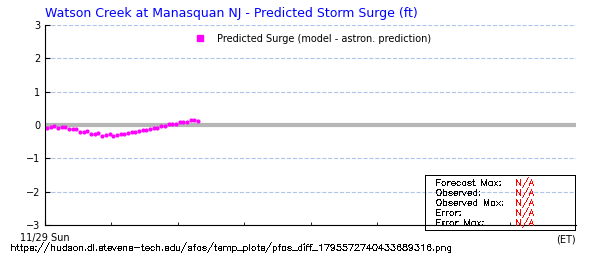 Watson Creek at Manasquan NJ - Predicted Storm Surge (ft)
3
Predicted Surge (model - astron. prediction)
2
1
0
−1
−2
−3
Forecast Max: N/A
Observed: N/A
Observed Max: N/A
Error: N/A
Error Max: N/A
11/29 Sun
(ET)
https://hudson.dl.stevens-tech.edu/sfas/temp_plots/pfas_diff_1795572740433689316.png